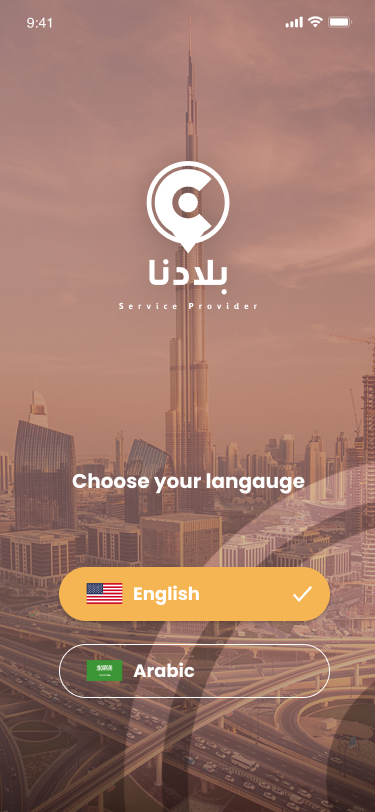 9:41
بلادنا
Service Provider
Choose your langauge
English
Arabic